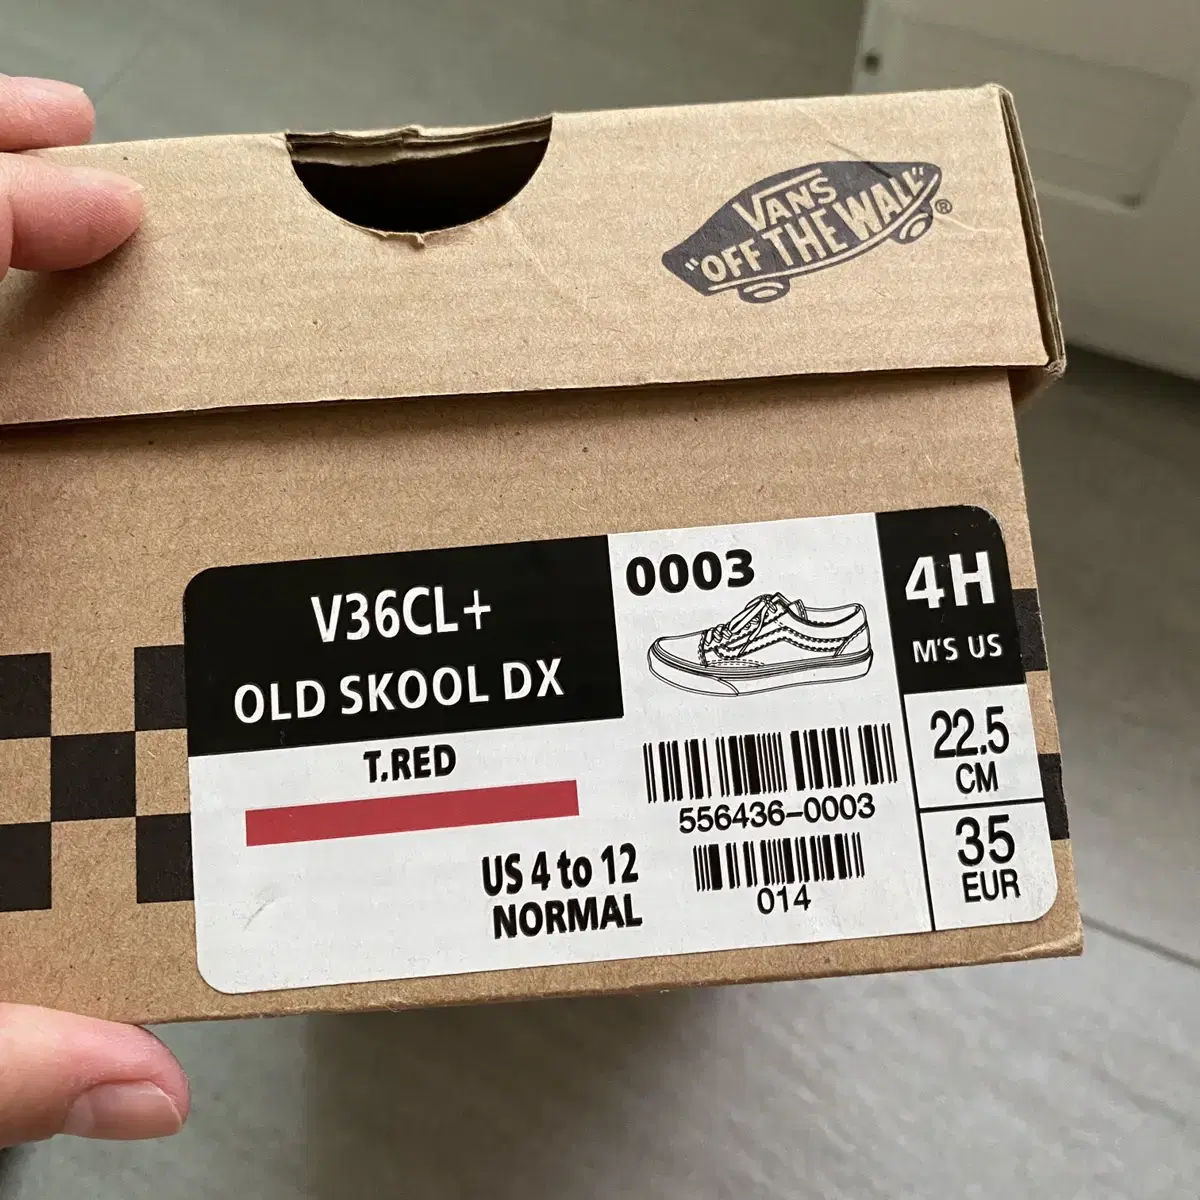 VANS
"OFF THE WALL"®
V36CL+
OLD SKOOL DX
T.RED
US 4 to 12
NORMAL
0003
556436-0003
014
4H
M'S US
22.5
CM
35
EUR